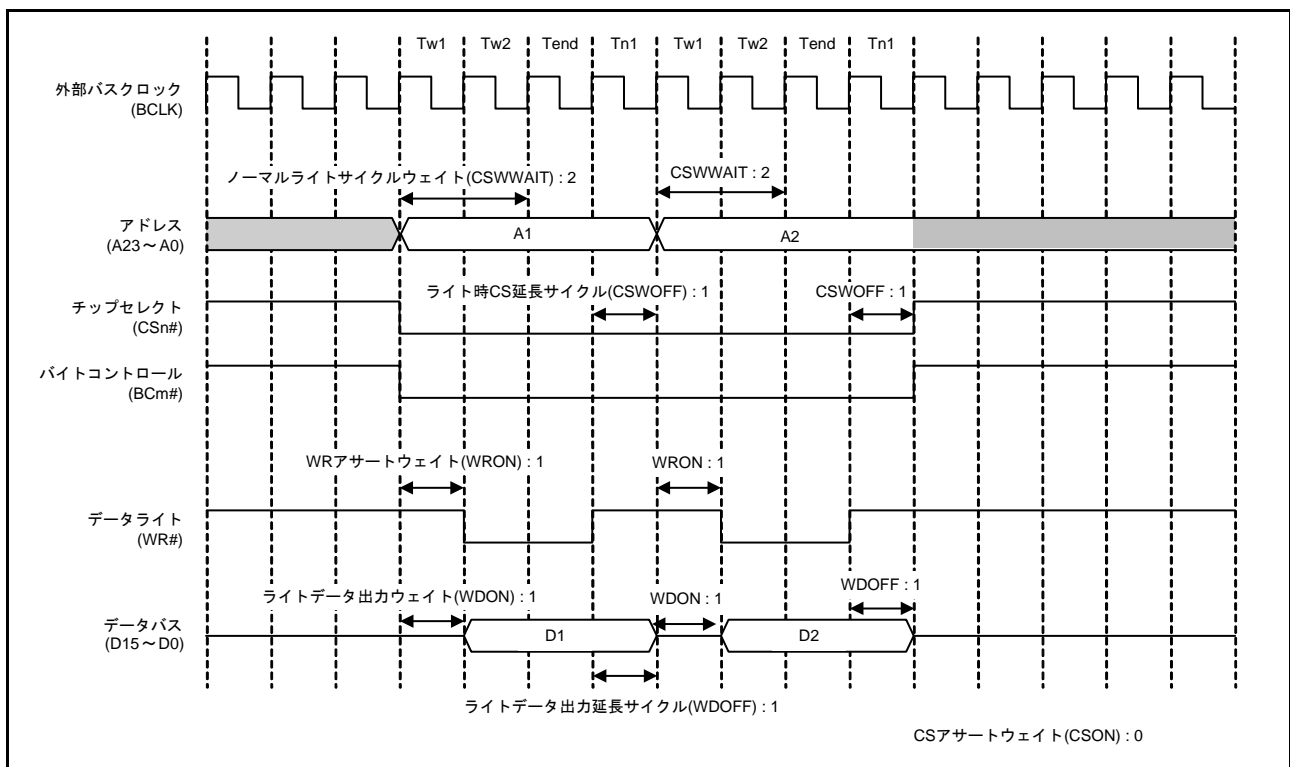 Tw1 Tw2 Tend Tn1 Tw1 Tw2 Tend Tn1
外部バスクロック
(BCLK)
ノーマルライトサイクルウェイト(CSWWAIT) : 2
CSWWAIT : 2
アドレス
(A23～A0)
A1
A2
ライト時CS延長サイクル(CSWOFF) : 1
CSWOFF : 1
チップセレクト
(CSn#)
バイトコントロール
(BCm#)
WRアサートウェイト(WRON) : 1
WRON : 1
データライト
(WR#)
ライトデータ出力ウェイト(WDON) : 1
WDON : 1
WDOFF : 1
データバス
(D15～D0)
D1
D2
ライトデータ出力延長サイクル(WDOFF) : 1
CSアサートウェイト(CSON) : 0